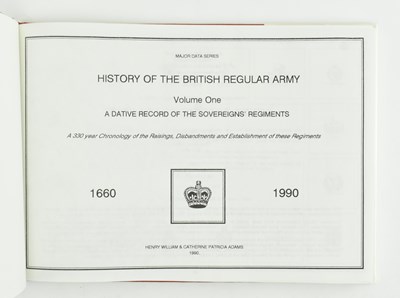 MAJOR DATA SERIES
HISTORY OF THE BRITISH REGULAR ARMY
Volume One
A DATIVE RECORD OF THE SOVEREIGNS' REGIMENTS
A 330 year Chronology of the Raisings, Disbandments and Establishment of these Regiments
1660 1990
HENRY WILLIAM & CATHERINE PATRICIA ADAMS
1990